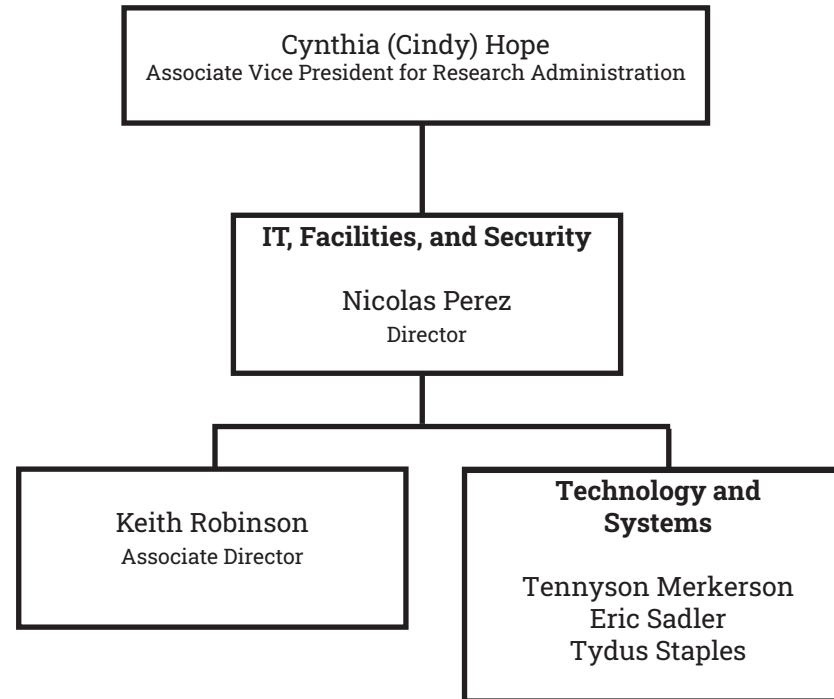 Cynthia (Cindy) Hope
Associate Vice President for Research Administration
IT, Facilities, and Security
Nicolas Perez
Director
Keith Robinson
Associate Director
Technology and
Systems
Tennyson Merkerson
Eric Sadler
Tydus Staples